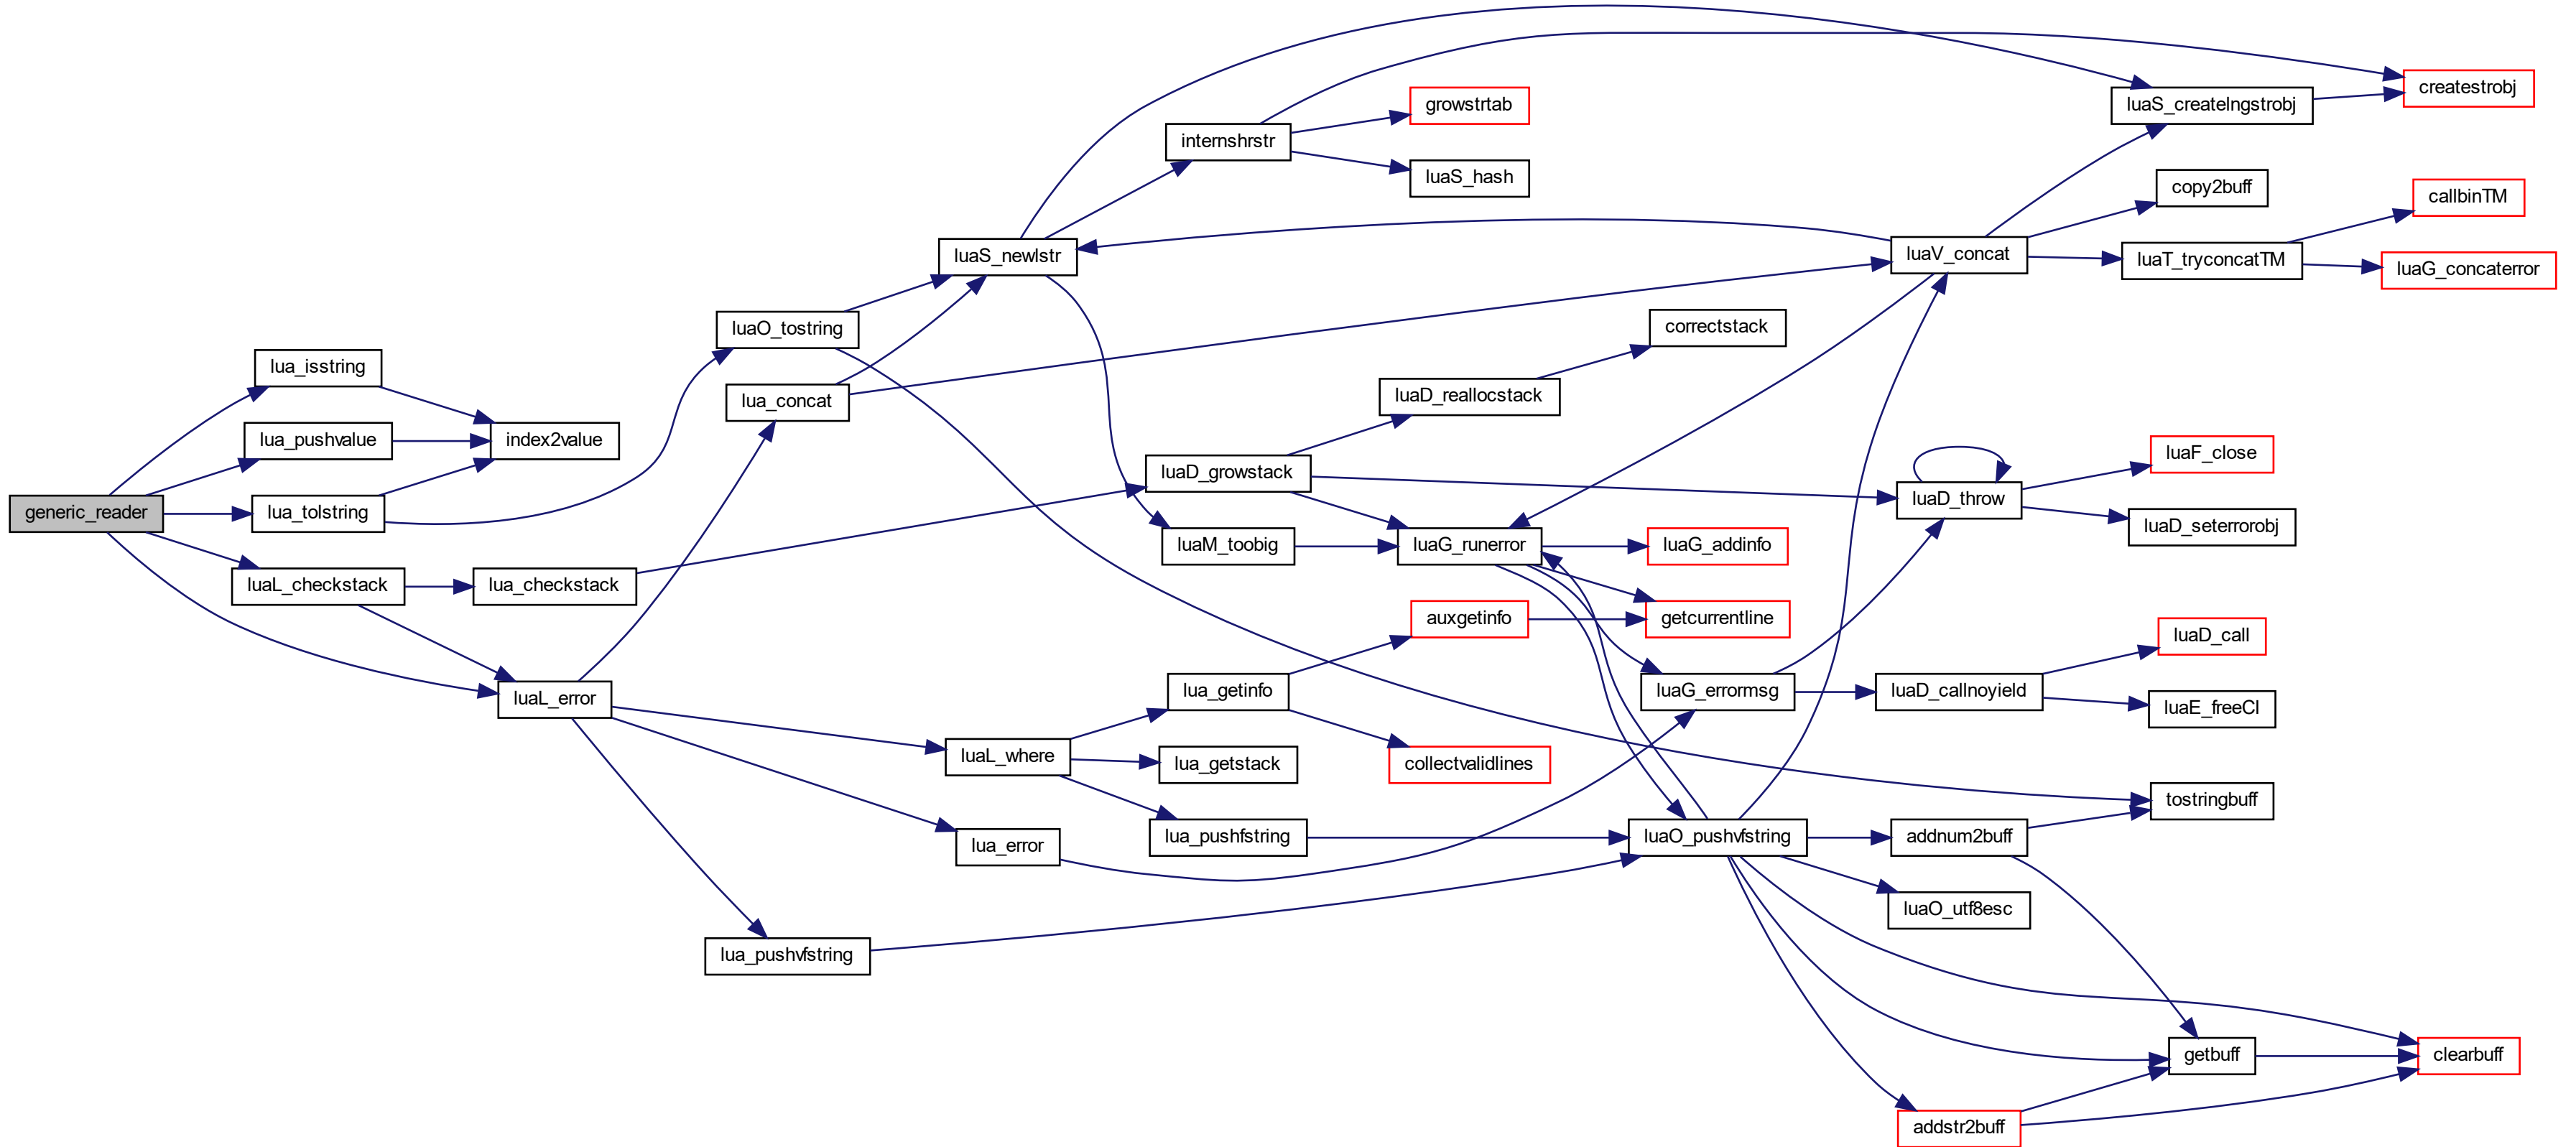 generic_reader
lua_isstring
lua_pushvalue
lua_tolstring
luaL_checkstack
index2value
lua_checkstack
luaL_error
luaO_tostring
lua_concat
lua_pushvfstring
luaS_newlstr
luaL_where
lua_error
internshrstr
luaD_growstack
luaM_toobig
lua_getinfo
lua_getstack
lua_pushfstring
growstrtab
luaS_hash
luaD_reallocstack
luaG_runerror
auxgetinfo
collectvalidlines
correctstack
luaG_addinfo
getcurrentline
luaG_errormsg
luaO_pushvfstring
luaV_concat
luaD_throw
luaD_callnoyield
addnum2buff
luaO_utf8esc
addstr2buff
luaS_createlngstrobj
copy2buff
luaT_tryconcatTM
luaF_close
luaD_seterrorobj
luaD_call
luaE_freeCI
tostringbuff
getbuff
createstrobj
callbinTM
luaG_concaterror
clearbuff